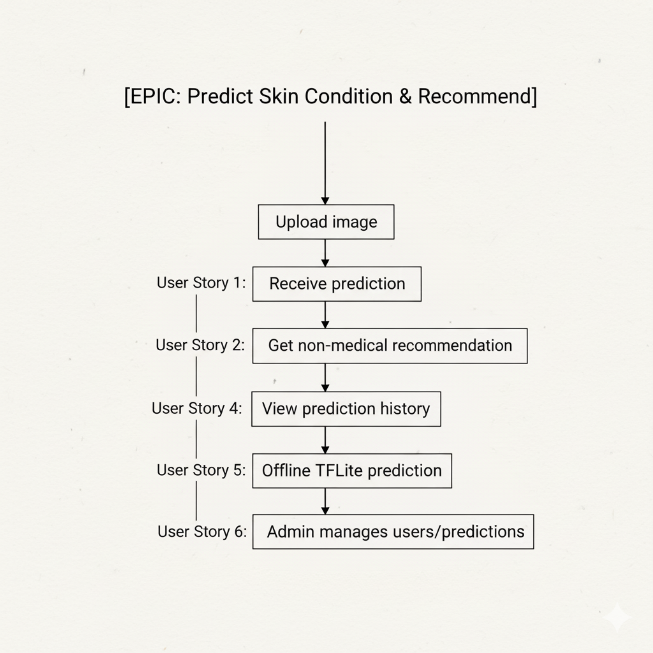 [EPIC: Predict Skin Condition & Recommend]
Upload image
User Story 1: Receive prediction
User Story 2: Get non-medical recommendation
User Story 4: View prediction history
User Story 5: Offline TFLite prediction
User Story 6: Admin manages users/predictions